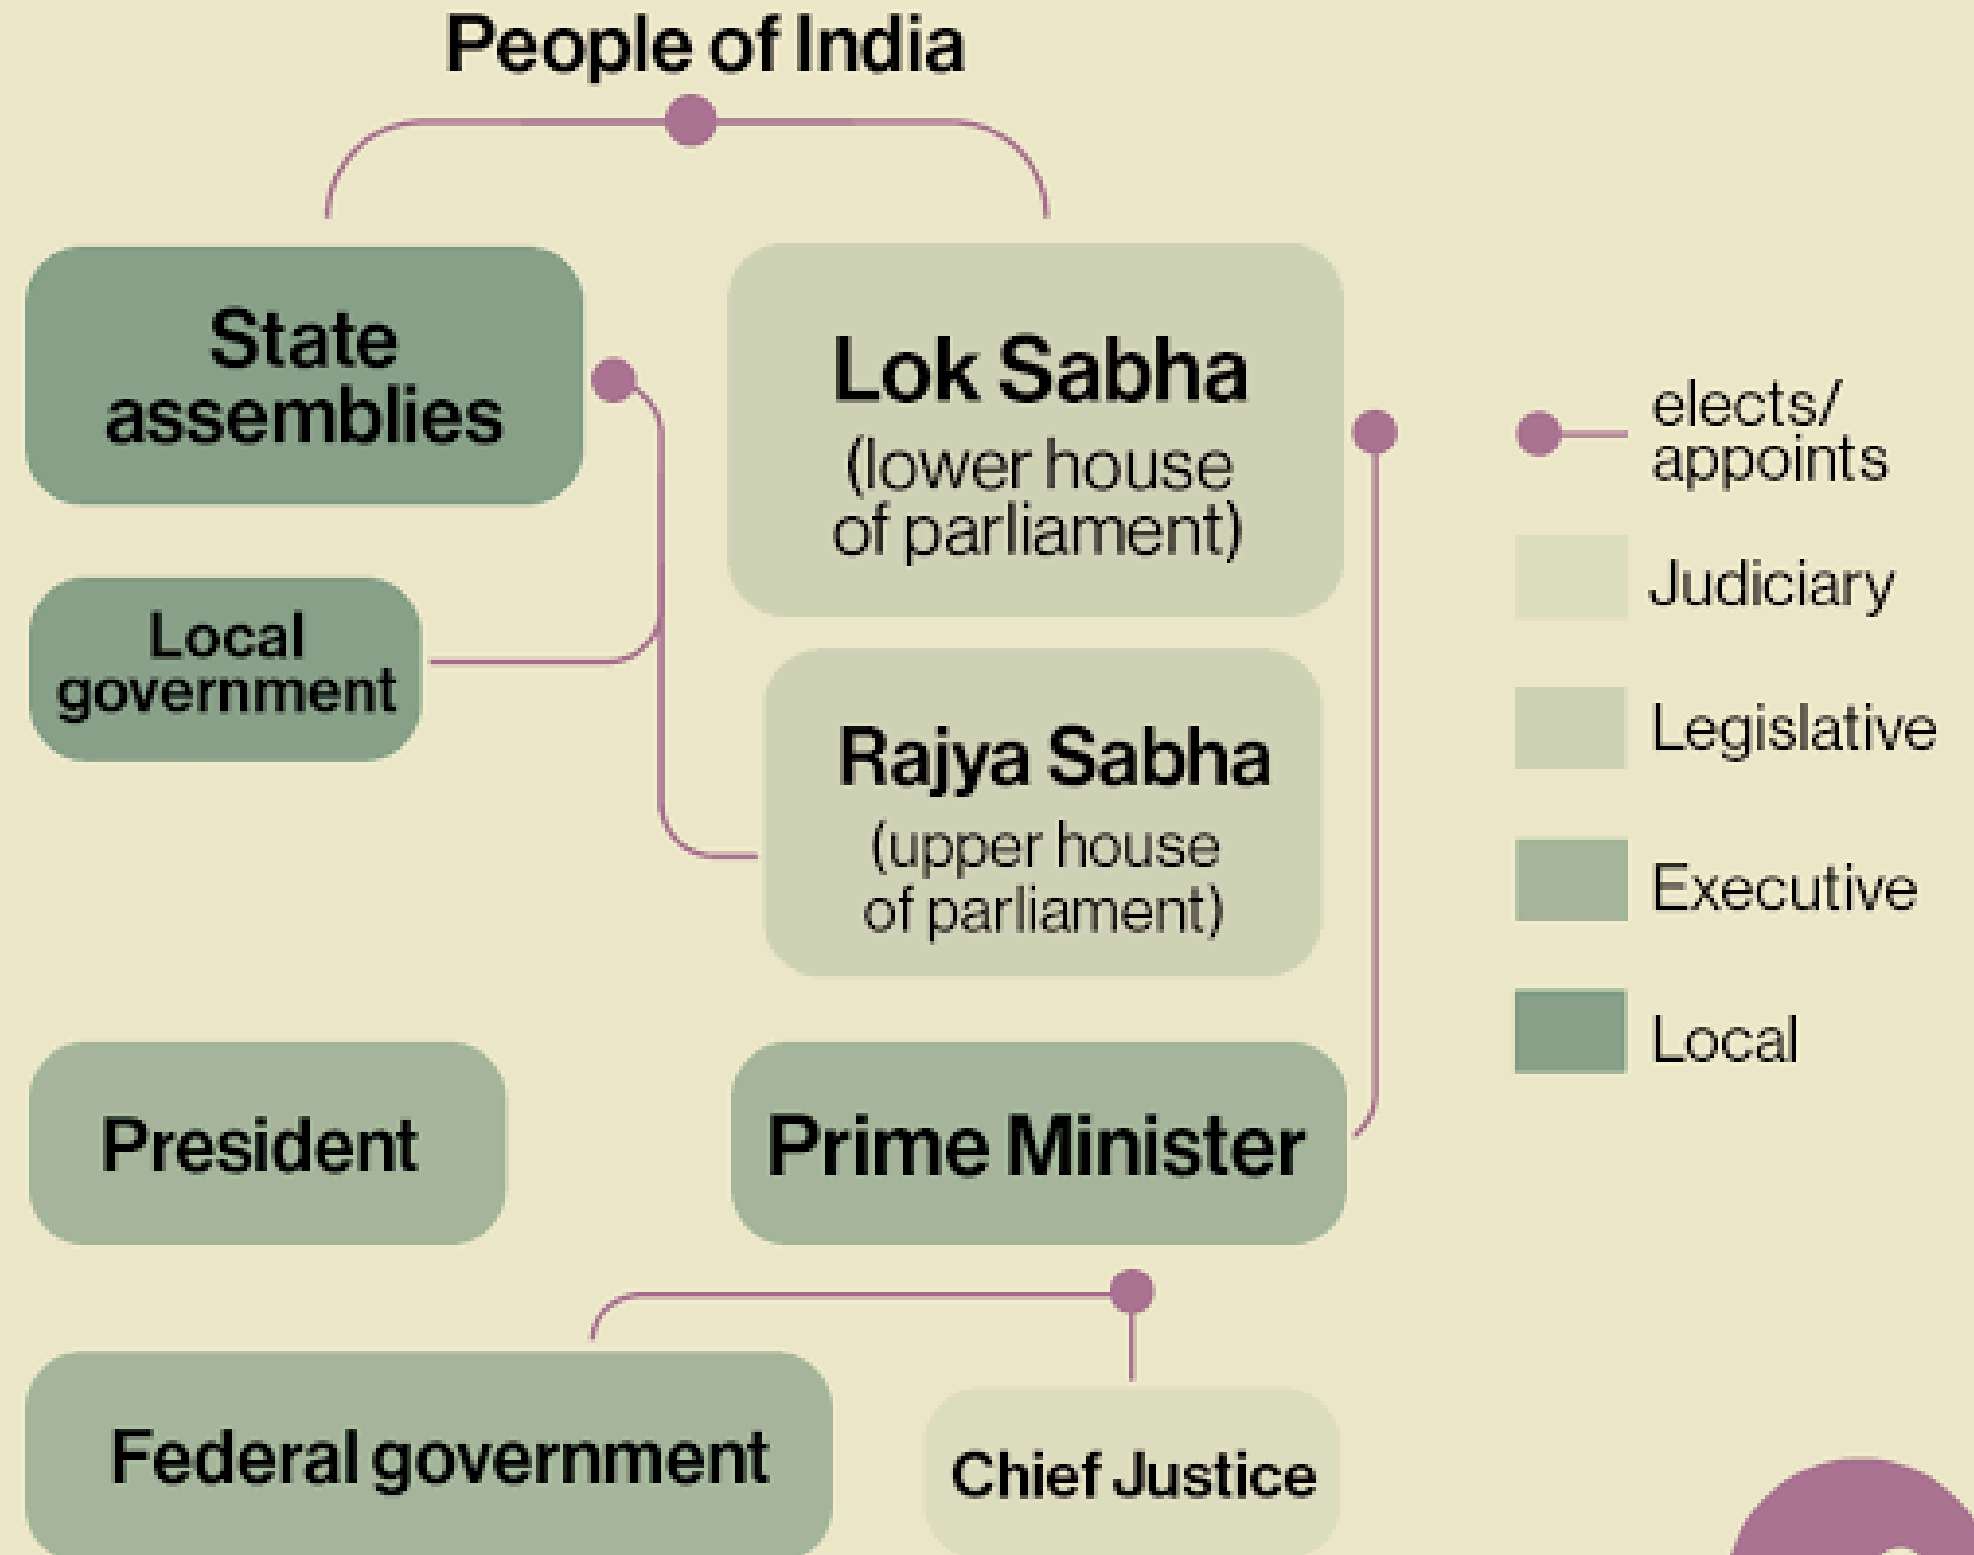 People of India
State
assemblies
Lok Sabha
(lower house
of parliament)
Local
government
Rajya Sabha
(upper house
of parliament)
President
Prime Minister
Federal government
Chief Justice
elects/
appoints
Judiciary
Legislative
Executive
Local